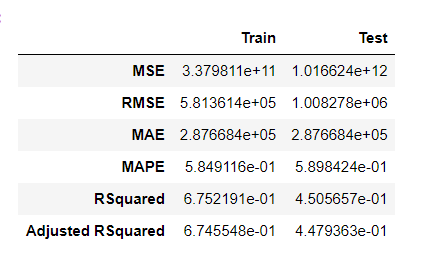 Train Test
MSE 3.379811e+11 1.016624e+12
RMSE 5.813614e+05 1.008278e+06
MAE 2.876684e+05 2.876684e+05
MAPE 5.849116e-01 5.898424e-01
RSquared 6.752191e-01 4.505657e-01
Adjusted RSquared 6.745548e-01 4.479363e-01